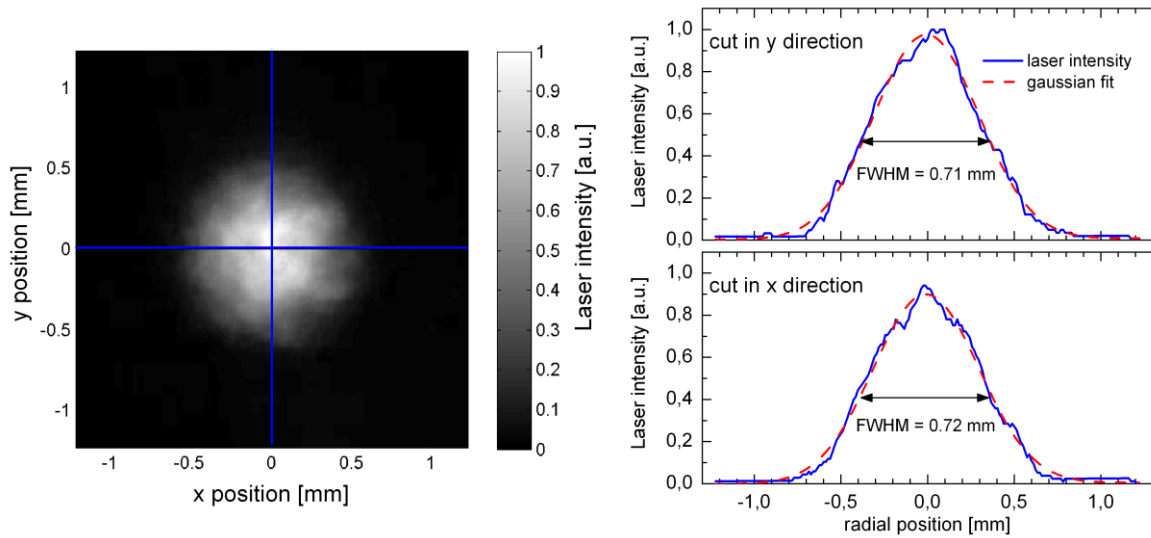 y position [mm]
1
0.5
0
-0.5
-1
-1 -0.5 0 0.5 1
x position [mm]
1
0.9
0.8
0.7
0.6
0.5
0.4
0.3
0.2
0.1
0
Laser intensity [a.u.]
Laser intensity [a.u.]
1,0
0,8
0,6
0,4
0,2
0,0
cut in y direction
laser intensity
gaussian fit
FWHM = 0.71 mm
Laser intensity [a.u.]
1,0
0,8
0,6
0,4
0,2
0,0
cut in x direction
FWHM = 0.72 mm
-1,0 -0,5 0,0 0,5 1,0
radial position [mm]